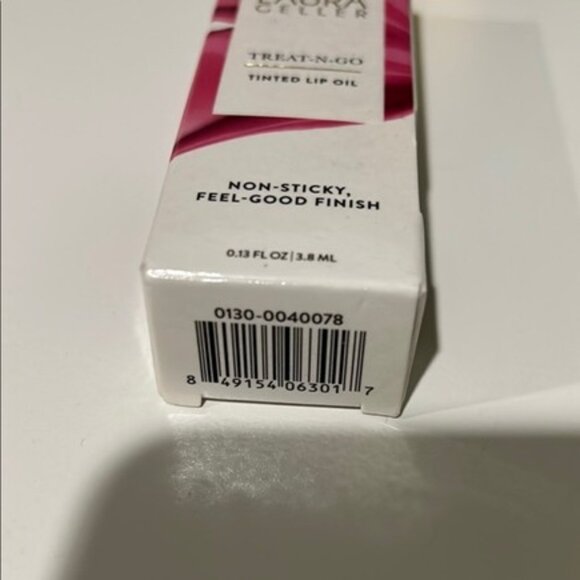 LAURA
GELLER
TREAT-N-GO
TINTED LIP OIL
NON-STICKY,
FEEL-GOOD FINISH
0.13 FL OZ | 3.8 ML
0130-0040078
8 49154 06301 7